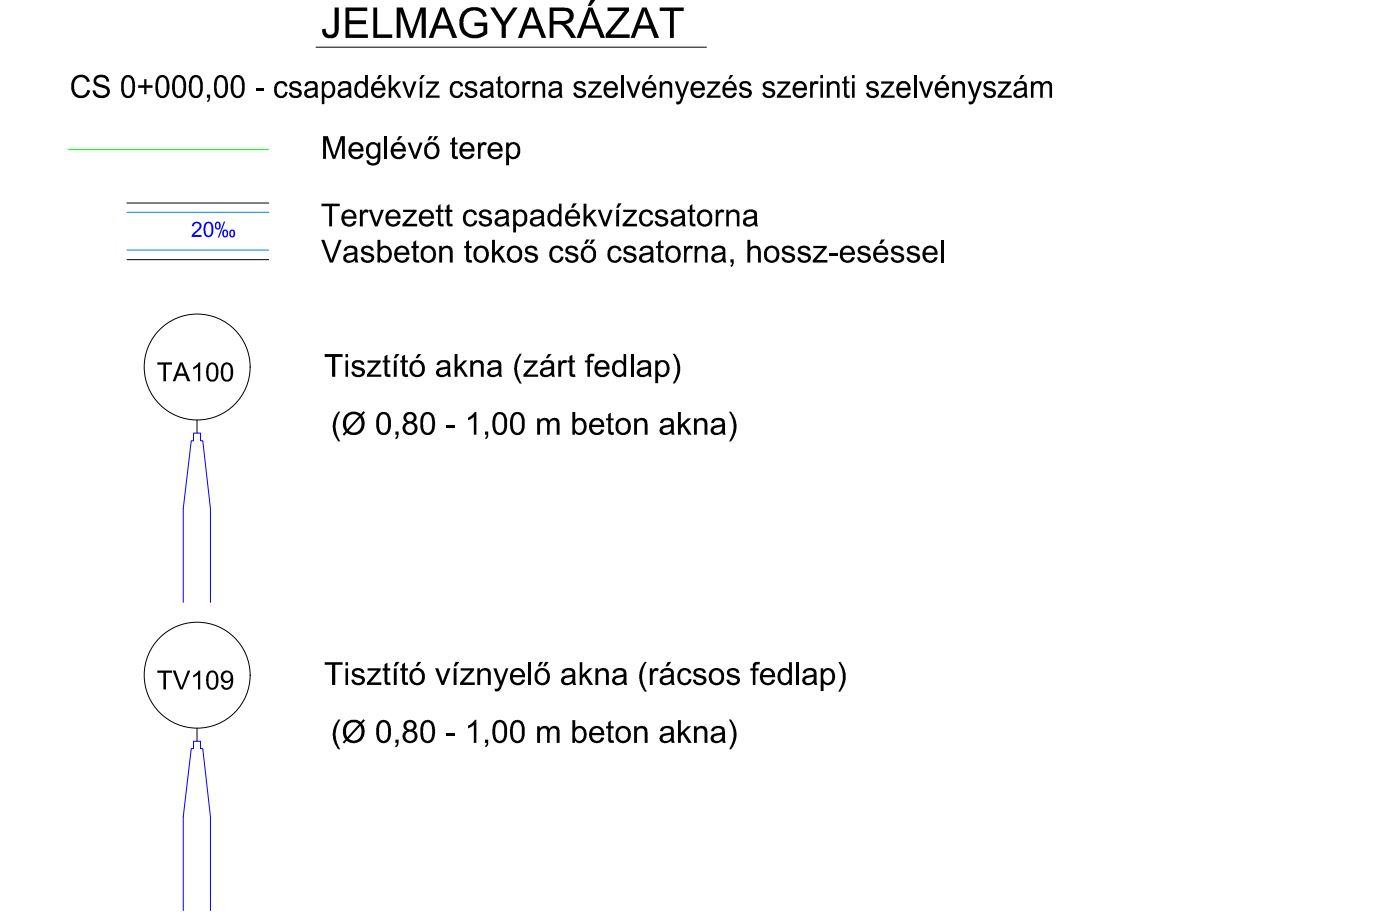 JELMAGYARÁZAT
CS 0+000,00 - csapadékvíz csatorna szelvényezés szerinti szelvényszám
Meglévő terep
20‰
Tervezett csapadékvízcsatorna
Vasbeton tokos cső csatorna, hossz-eséssel
TA100
Tisztító akna (zárt fedlap)
(Ø 0,80 - 1,00 m beton akna)
TV109
Tisztító víznyelő akna (rácsos fedlap)
(Ø 0,80 - 1,00 m beton akna)